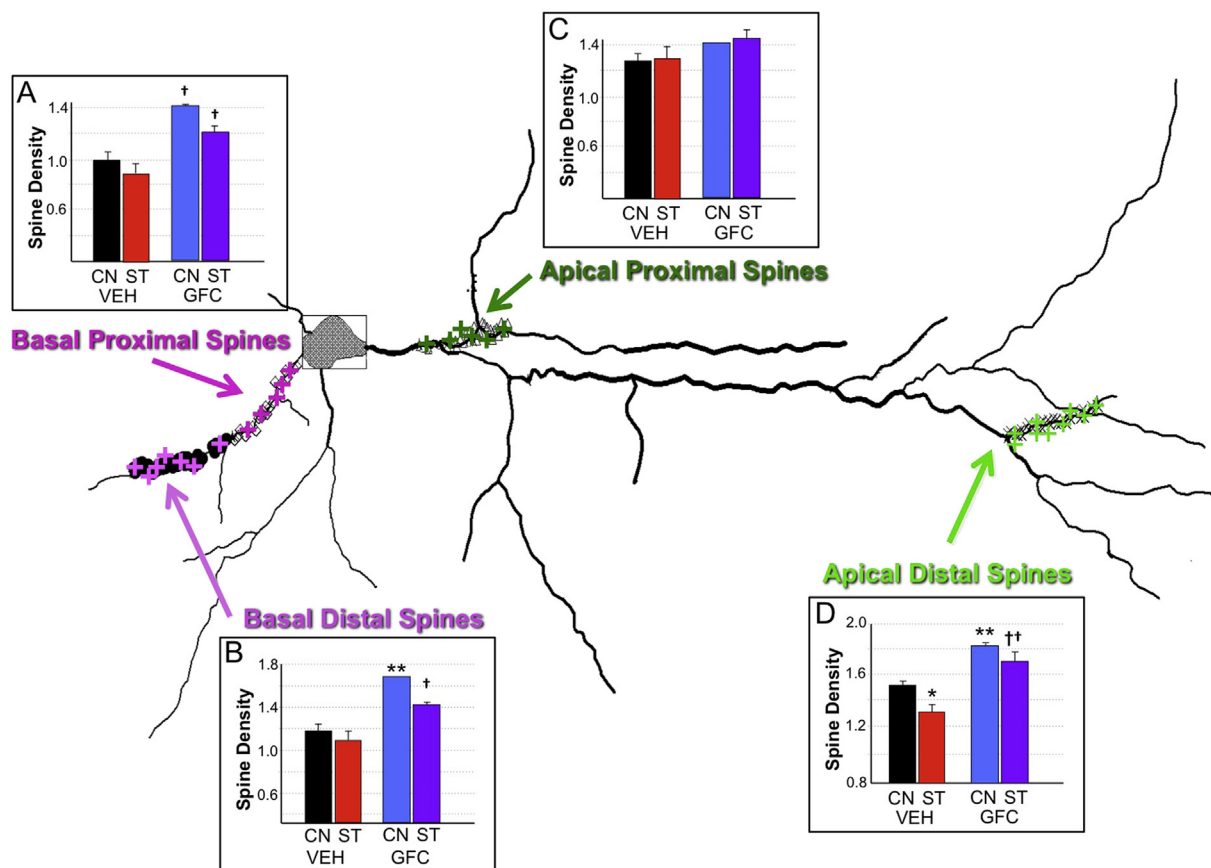 A
Spine Density
1.4
1.0
0.6
†
†
CN ST CN ST
VEH GFC
C
Spine Density
1.4
1.0
0.6
CN ST CN ST
VEH GFC
Apical Proximal Spines
Basal Proximal Spines
Basal Distal Spines
Apical Distal Spines
B
Spine Density
1.8
1.4
1.0
0.6
**
†
CN ST CN ST
VEH GFC
D
Spine Density
2.0
1.6
1.2
0.8
*
**
††
CN ST CN ST
VEH GFC